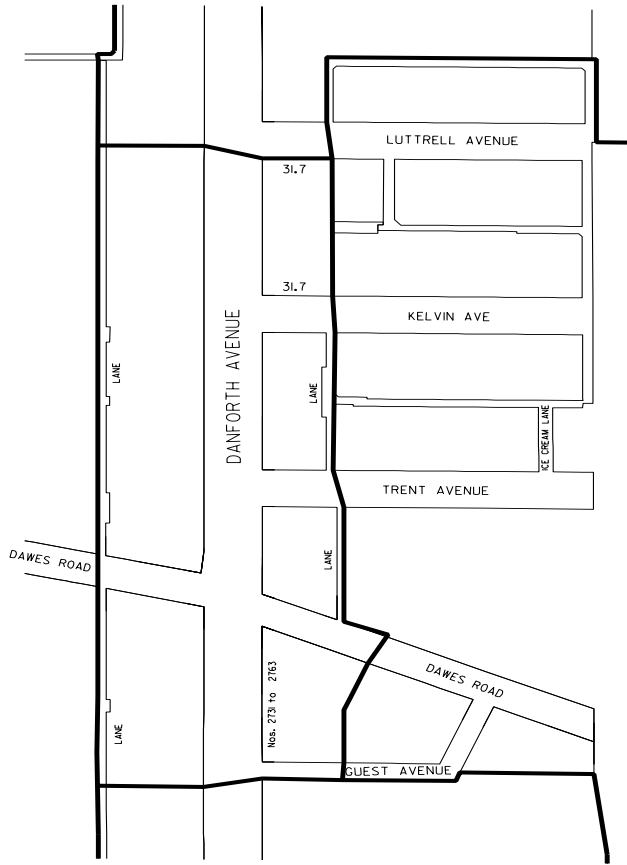 LUTTRELL AVENUE
31.7
31.7
KELVIN AVE
DANFORTH AVENUE
LANE
LANE
ICE CREAM LANE
TRENT AVENUE
LANE
DAWES ROAD
DAWES ROAD
Nos. 2731 to 2763
LANE
GUEST AVENUE